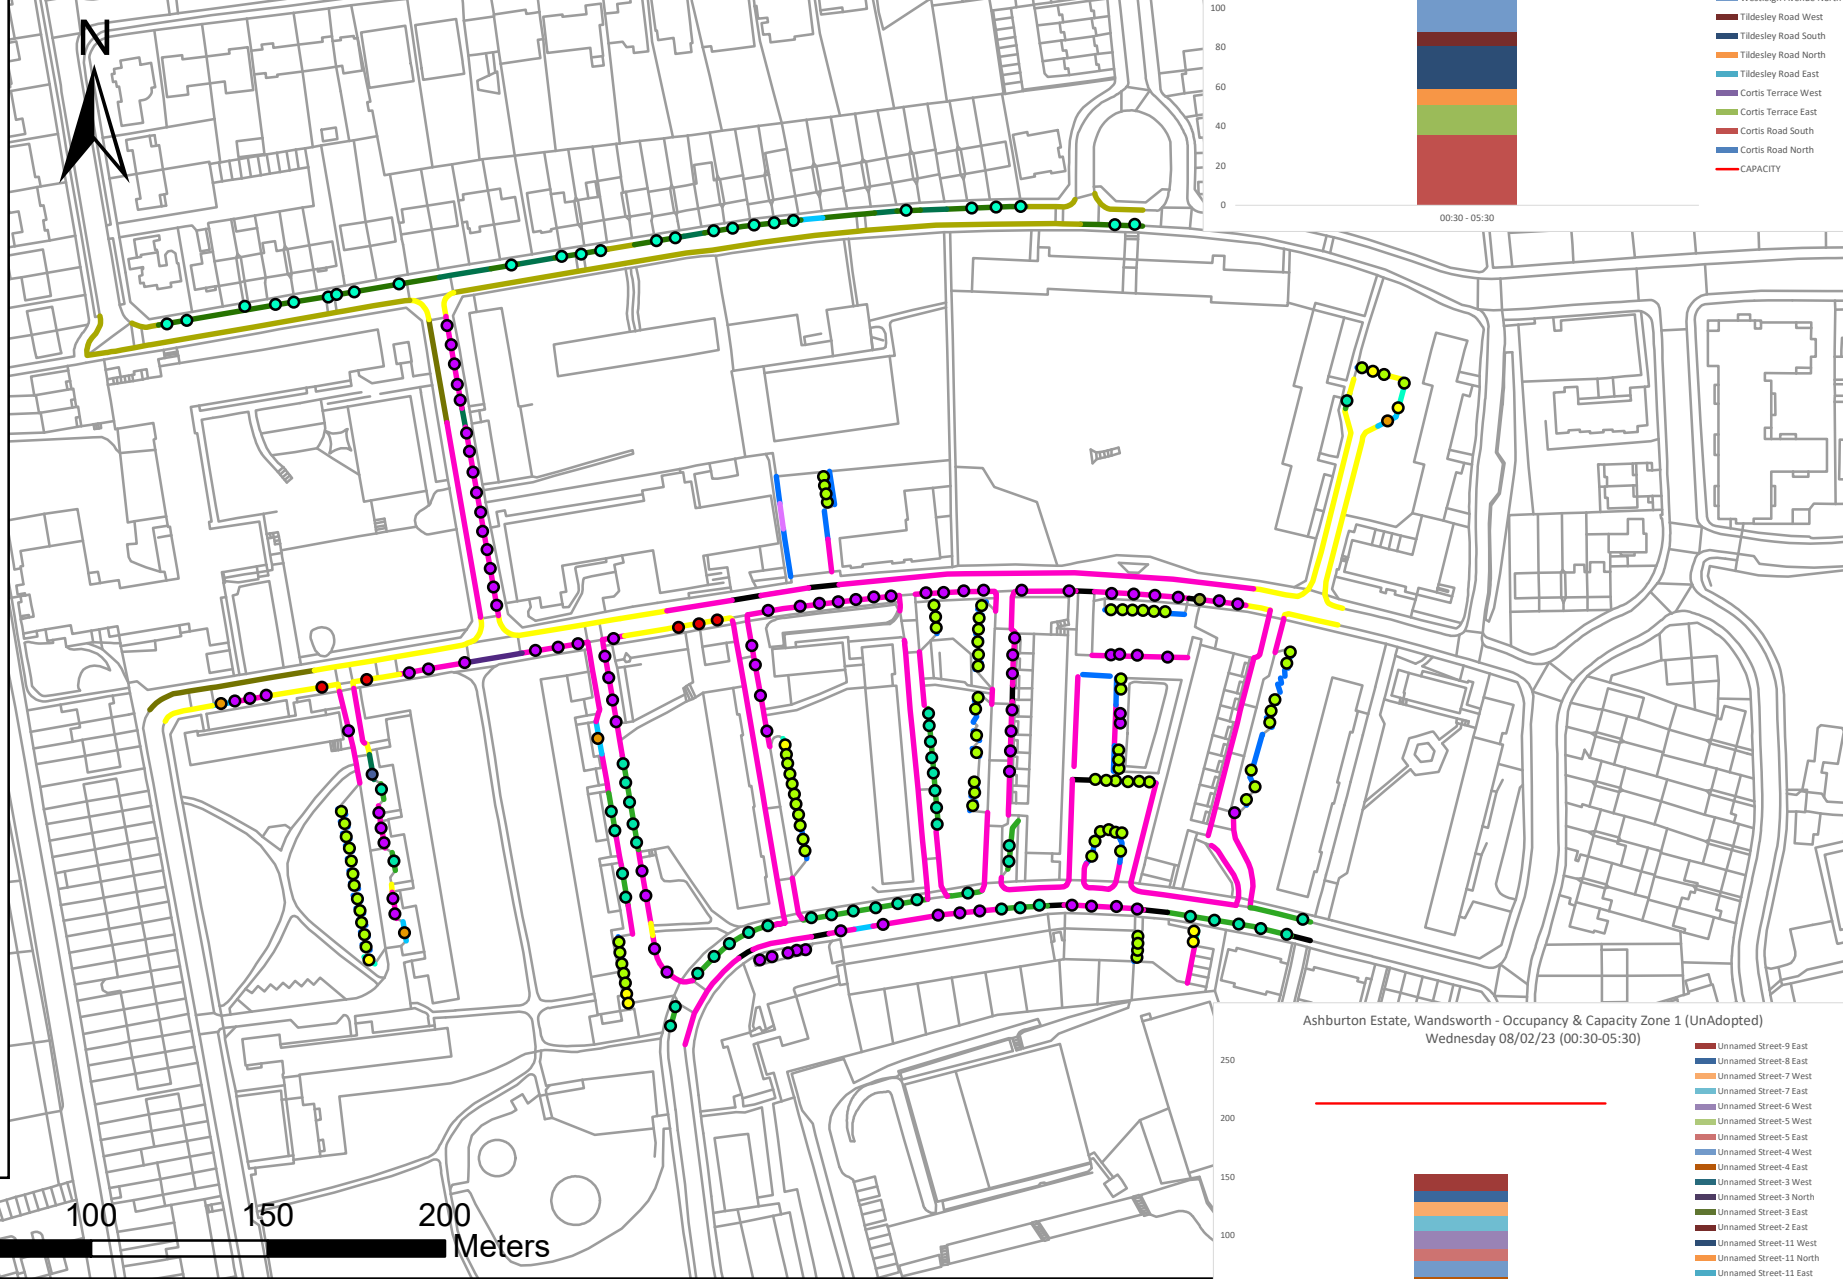 N
100
80
60
40
20
0
00:30 - 05:30
Tildesley Road West
Tildesley Road South
Tildesley Road North
Tildesley Road East
Cortis Terrace West
Cortis Terrace East
Cortis Road South
Cortis Road North
CAPACITY
Ashburton Estate, Wandsworth - Occupancy & Capacity Zone 1 (UnAdopted)
Wednesday 08/02/23 (00:30-05:30)
250
200
150
100
Unnamed Street-9 East
Unnamed Street-8 East
Unnamed Street-7 West
Unnamed Street-7 East
Unnamed Street-6 West
Unnamed Street-5 West
Unnamed Street-5 East
Unnamed Street-4 West
Unnamed Street-4 East
Unnamed Street-3 West
Unnamed Street-3 North
Unnamed Street-3 East
Unnamed Street-2 East
Unnamed Street-11 West
Unnamed Street-11 North
Unnamed Street-11 East
100 150 200
Meters